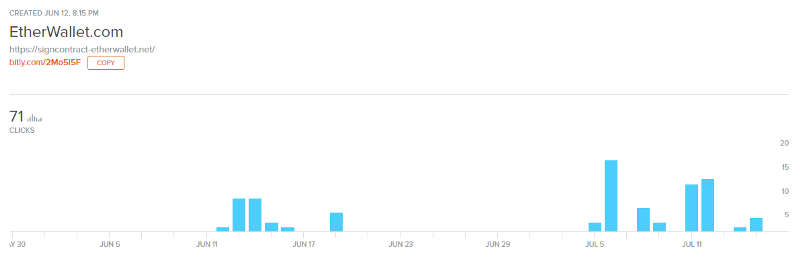 CREATED JUN 12, 8:15 PM
EtherWallet.com
https://signcontract-etherwallet.net/
bitly.com/2Mo5i5F COPY
71
CLICKS
20
15
10
5
Y 30 JUN 5 JUN 11 JUN 17 JUN 23 JUN 29 JUL 5 JUL 11